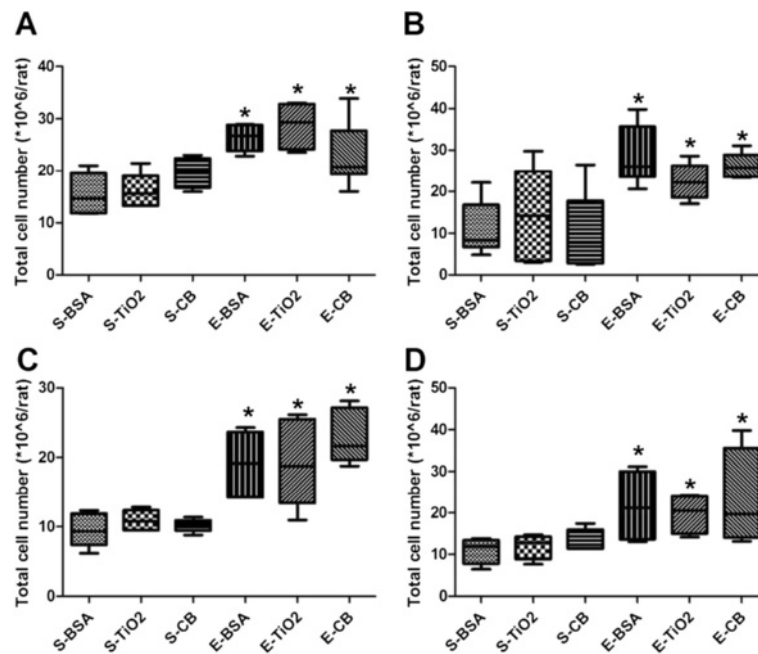 A
Total cell number (*10^6/rat)
40
30
20
10
0
* * *
S-BSA S-TiO2 S-CB E-BSA E-TiO2 E-CB
B
Total cell number (*10^6/rat)
50
40
30
20
10
0
* * *
S-BSA S-TiO2 S-CB E-BSA E-TiO2 E-CB
C
Total cell number (*10^6/rat)
30
20
10
0
* * *
S-BSA S-TiO2 S-CB E-BSA E-TiO2 E-CB
D
Total cell number (*10^6/rat)
50
40
30
20
10
0
* * *
S-BSA S-TiO2 S-CB E-BSA E-TiO2 E-CB